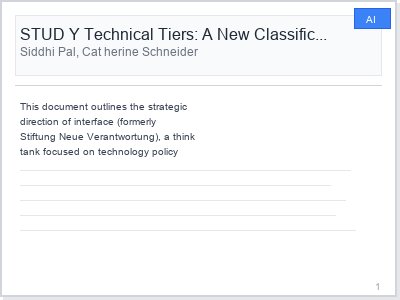 AI
STUD Y Technical Tiers: A New Classific...
Siddhi Pal, Cat herine Schneider
This document outlines the strategic
direction of interface (formerly
Stiftung Neue Verantwortung), a think
tank focused on technology policy
1